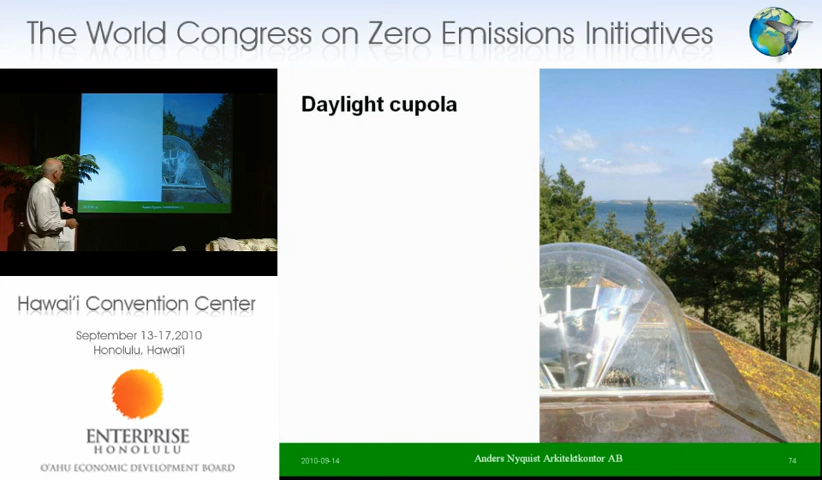 The World Congress on Zero Emissions Initiatives
Daylight cupola
Hawai'i Convention Center
September 13-17,2010
Honolulu, Hawai'i
ENTERPRISE
HONOLULU
O'AHU ECONOMIC DEVELOPMENT BOARD
2010-09-14
Anders Nyquist Arkitektkontor AB
74